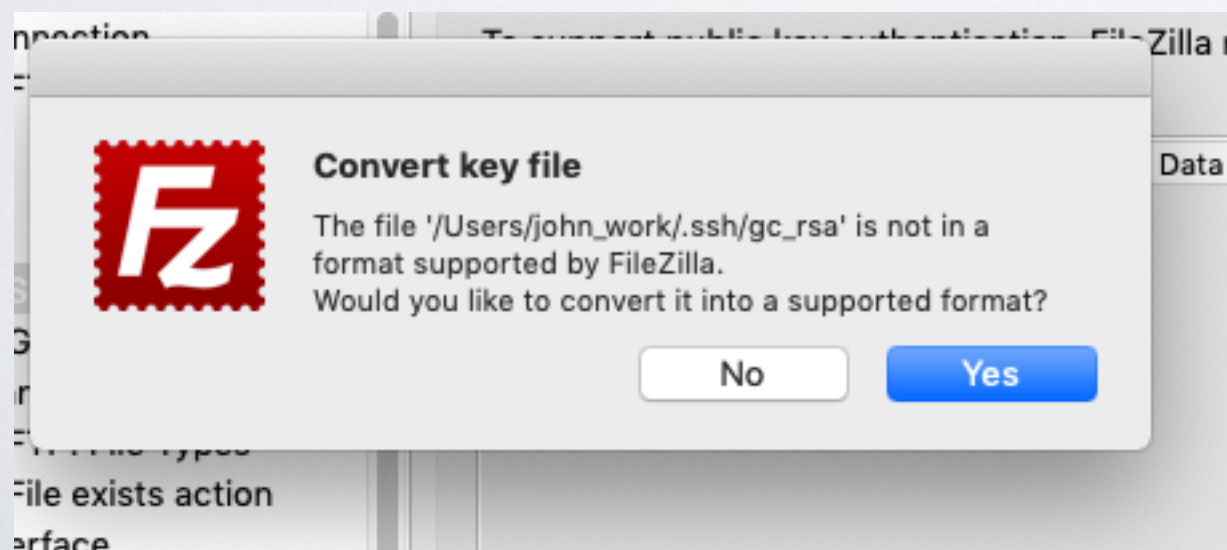 Zilla
Data
Fz
Convert key file
The file '/Users/john_work/.ssh/gc_rsa' is not in a
format supported by FileZilla.
Would you like to convert it into a supported format?
No Yes
File exists action